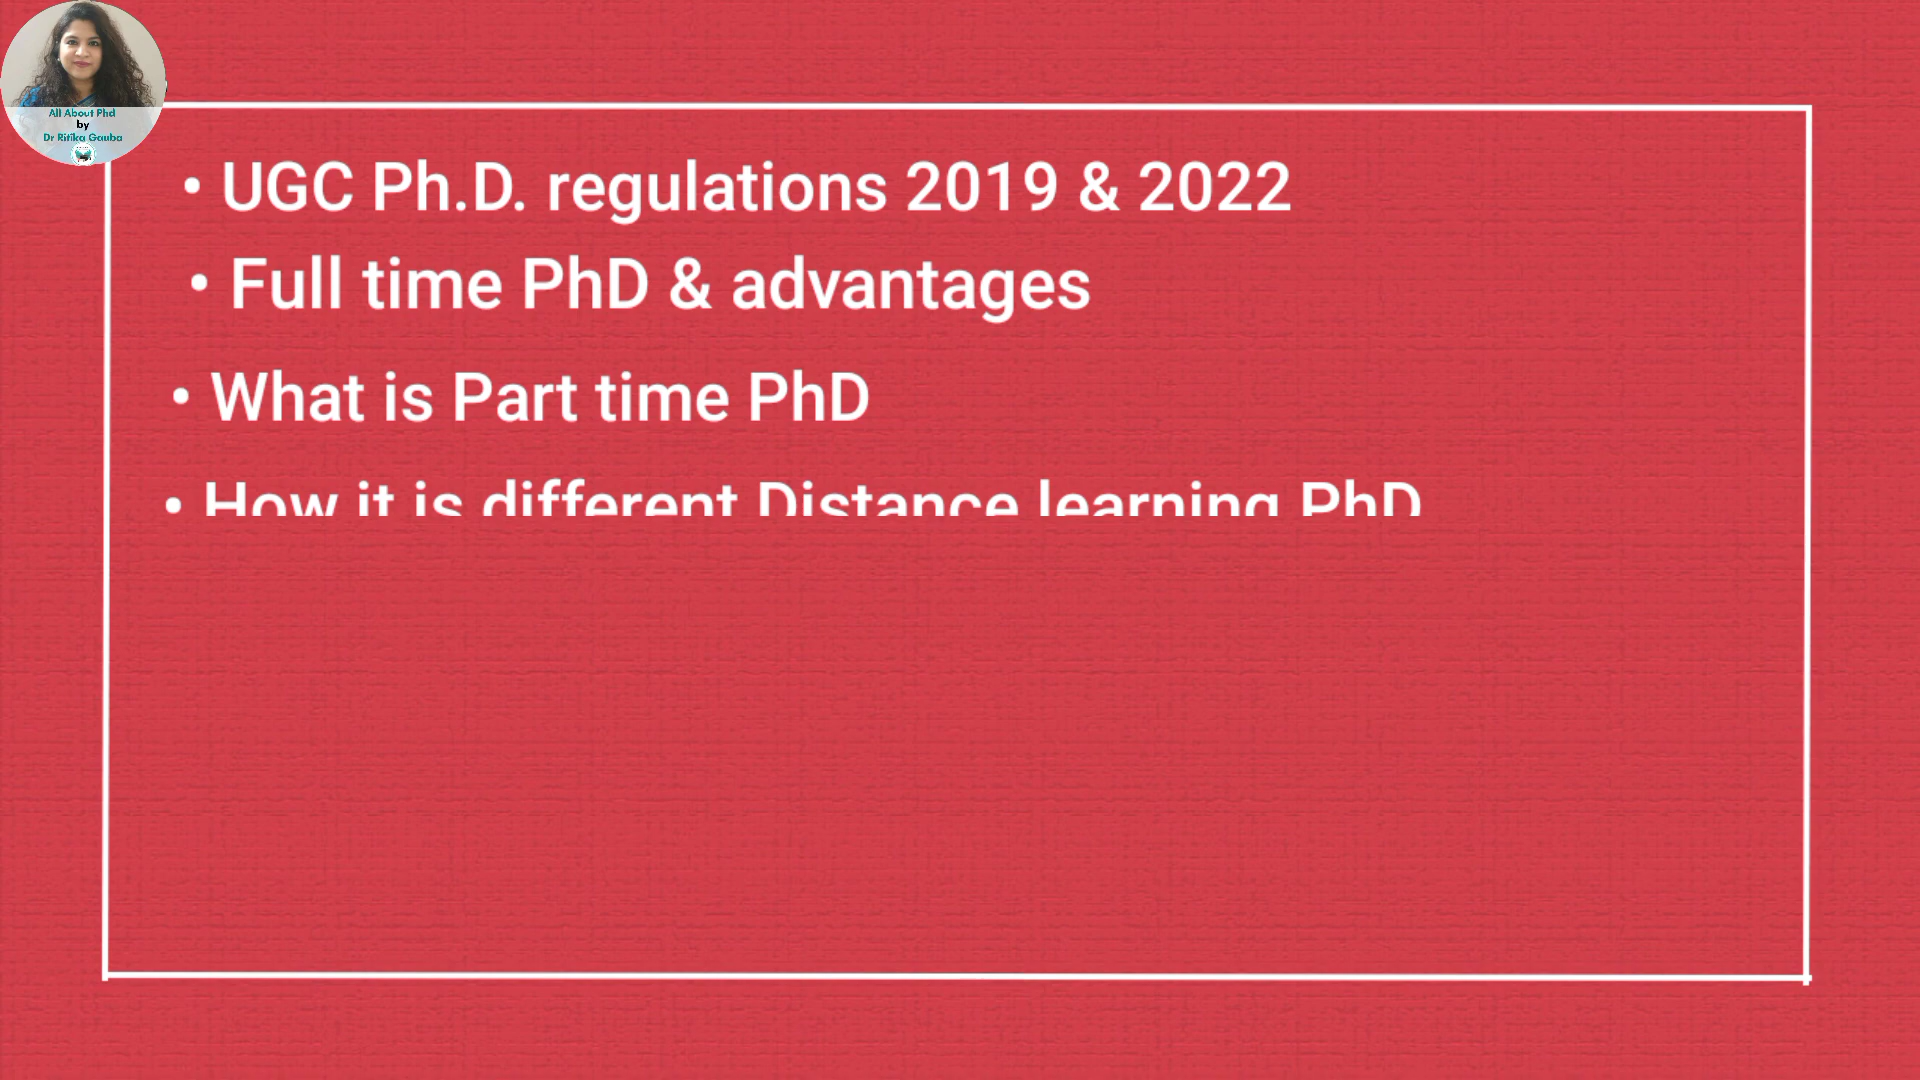 All About Phd
by
Dr Ritika Gauba
• UGC Ph.D. regulations 2019 & 2022
• Full time PhD & advantages
• What is Part time PhD
• How it is different Distance learning PhD